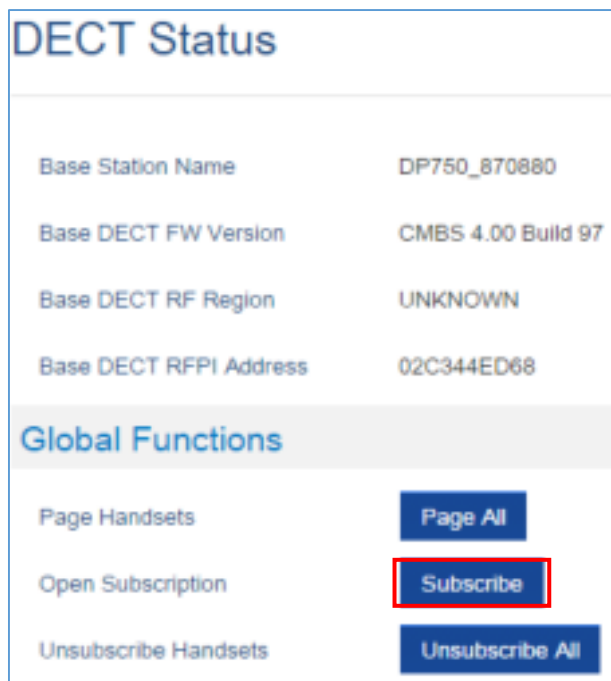 DECT Status
Base Station Name DP750_870880
Base DECT FW Version CMBS 4.00 Build 97
Base DECT RF Region UNKNOWN
Base DECT RFPI Address 02C344ED68
Global Functions
Page Handsets Page All
Open Subscription Subscribe
Unsubscribe Handsets Unsubscribe All